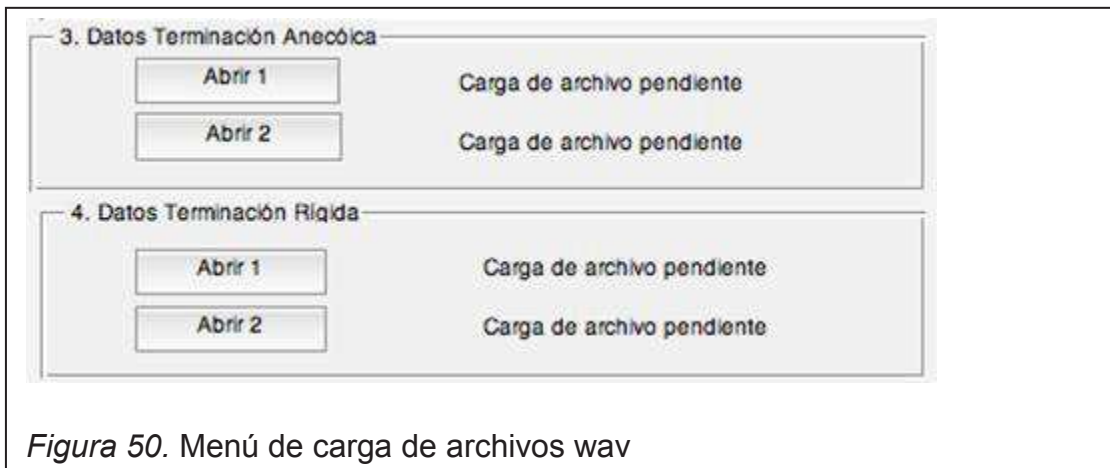 3. Datos Terminación Anecóica
Abrir 1 Carga de archivo pendiente
Abrir 2 Carga de archivo pendiente
4. Datos Terminación Rígida
Abrir 1 Carga de archivo pendiente
Abrir 2 Carga de archivo pendiente
Figura 50. Menú de carga de archivos wav